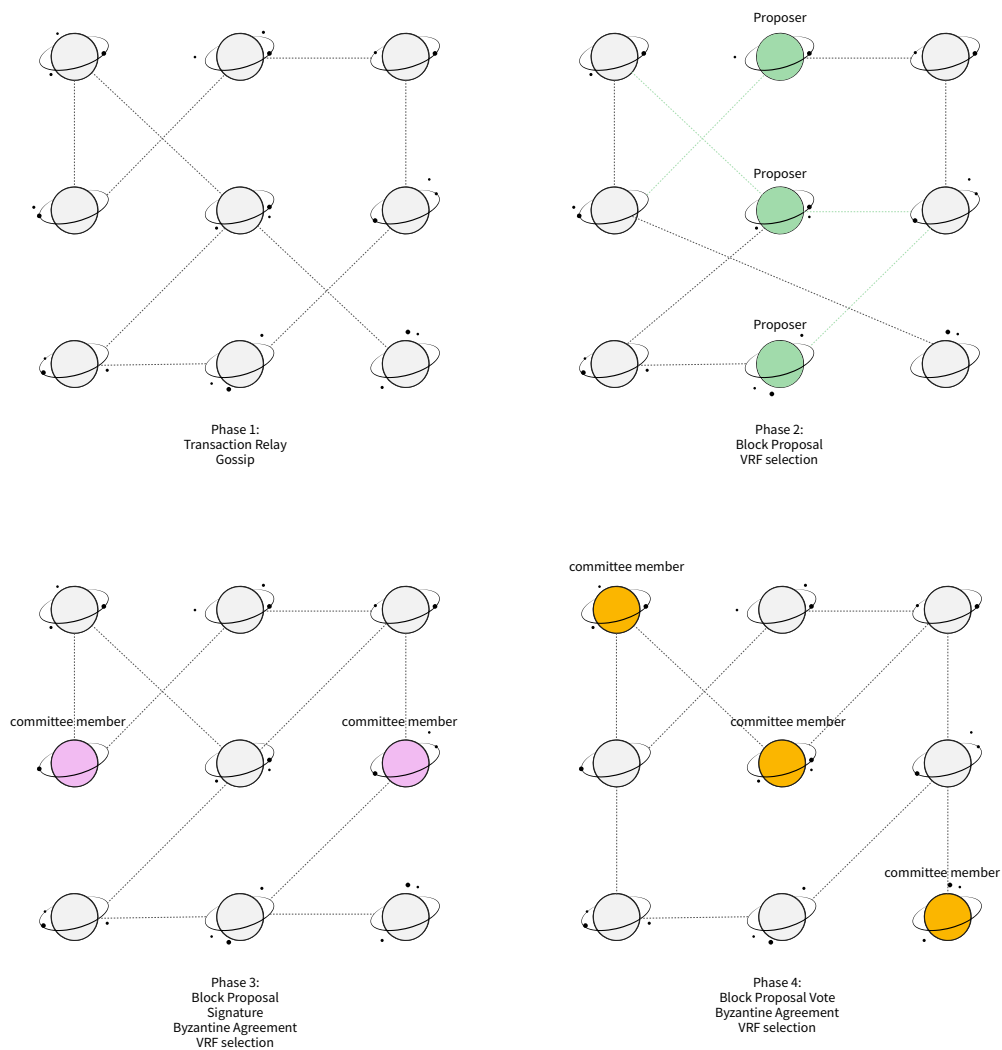 Proposer
Proposer
Proposer
Phase 1:
Transaction Relay
Gossip
Phase 2:
Block Proposal
VRF selection
committee member
committee member
committee member
committee member
committee member
Phase 3:
Block Proposal
Signature
Byzantine Agreement
VRF selection
Phase 4:
Block Proposal Vote
Byzantine Agreement
VRF selection